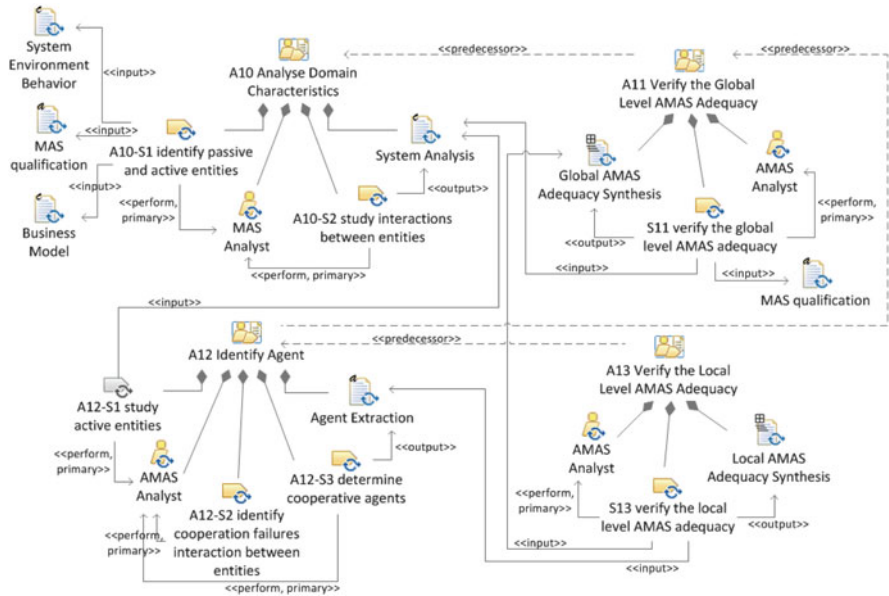 System
Environment
Behavior
<<input>>
MAS
qualification
<<input>>
Business
Model
<<input>>
A10 Analyse Domain
Characteristics
A10-S1 identify passive
and active entities
<<perform,
primary>>
MAS
Analyst
A10-S2 study interactions
between entities
<<perform, primary>>
System Analysis
<<output>>
<<predecessor>>
<<predecessor>>
A11 Verify the Global
Level AMAS Adequacy
Global AMAS
Adequacy Synthesis
AMAS
Analyst
S11 verify the global
level AMAS adequacy
<<perform,
primary>>
<<output>>
<<input>>
<<input>>
MAS qualification
<<input>>
<<predecessor>>
<<predecessor>>
A12 Identify Agent
A12-S1 study
active entities
<<perform,
primary>>
AMAS
Analyst
A12-S2 identify
cooperation failures
interaction between
entities
<<perform,
primary>>
A12-S3 determine
cooperative agents
Agent Extraction
<<output>>
<<perform, primary>>
A13 Verify the Local
Level AMAS Adequacy
AMAS
Analyst
Local AMAS
Adequacy Synthesis
S13 verify the local
level AMAS adequacy
<<perform,
primary>>
<<output>>
<<input>>
<<input>>